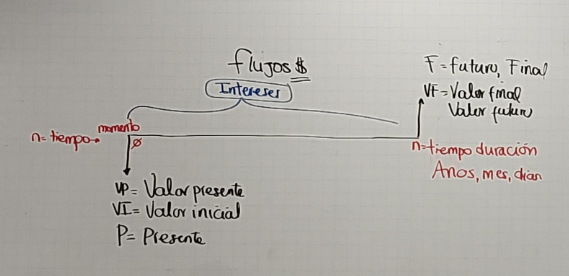 flujos $
Intereses
F = futuro, Final
VF = Valor final
Valor futuro
n = tiempo → momento
Ø
n = tiempo duración
Anos, mes, dias
VP = Valor presente
VI = Valor inicial
P = Presente